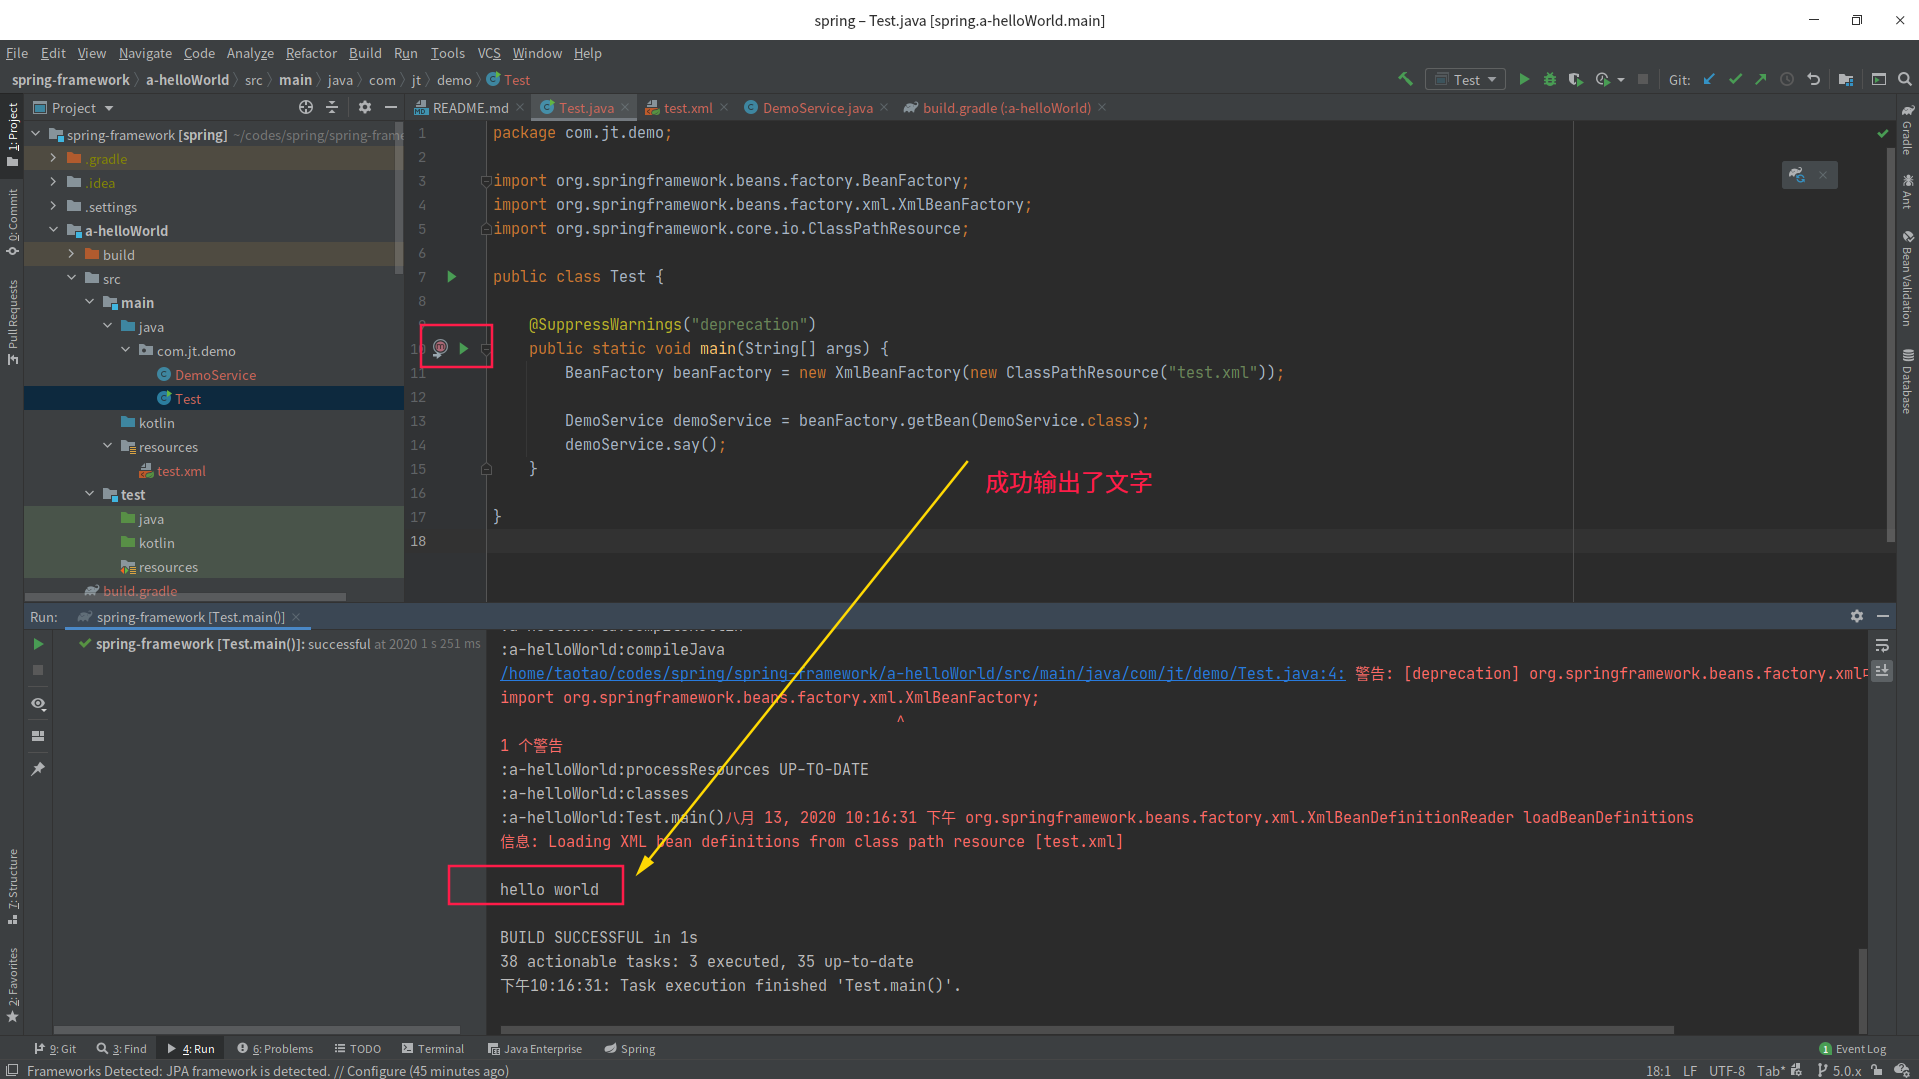 spring – Test.java [spring.a-helloWorld.main]
File Edit View Navigate Code Analyze Refactor Build Run Tools VCS Window Help
spring-framework a-helloWorld src main java com jt demo Test
Test Git:
1: Project
0: Commit
Pull Requests
7: Structure
2: Favorites
Project
spring-framework [spring] ~/codes/spring/spring-frame
.gradle
.idea
.settings
a-helloWorld
build
src
main
java
com.jt.demo
DemoService
Test
kotlin
resources
test.xml
test
java
kotlin
resources
build.gradle
README.md Test.java test.xml DemoService.java build.gradle (:a-helloWorld)
1 package com.jt.demo;
2
3 import org.springframework.beans.factory.BeanFactory;
4 import org.springframework.beans.factory.xml.XmlBeanFactory;
5 import org.springframework.core.io.ClassPathResource;
6
7 public class Test {
8
9 @SuppressWarnings("deprecation")
10 public static void main(String[] args) {
11 BeanFactory beanFactory = new XmlBeanFactory(new ClassPathResource("test.xml"));
12
13 DemoService demoService = beanFactory.getBean(DemoService.class);
14 demoService.say();
15 }
16
17 }
18
成功输出了文字
Gradle
Ant
Bean Validation
Database
Run: spring-framework [Test.main()]
spring-framework [Test.main()]: successful at 2020 1 s 251 ms
:a-helloWorld:compileJava
/home/taotao/codes/spring/spring-framework/a-helloWorld/src/main/java/com/jt/demo/Test.java:4: 警告: [deprecation] org.springframework.beans.factory.xml
import org.springframework.beans.factory.xml.XmlBeanFactory;
^
1 个警告
:a-helloWorld:processResources UP-TO-DATE
:a-helloWorld:classes
:a-helloWorld:Test.main()八月 13, 2020 10:16:31 下午 org.springframework.beans.factory.xml.XmlBeanDefinitionReader loadBeanDefinitions
信息: Loading XML bean definitions from class path resource [test.xml]
hello world
BUILD SUCCESSFUL in 1s
38 actionable tasks: 3 executed, 35 up-to-date
下午10:16:31: Task execution finished 'Test.main()'.
9: Git 3: Find 4: Run 6: Problems TODO Terminal Java Enterprise Spring 1 Event Log
Frameworks Detected: JPA framework is detected. // Configure (45 minutes ago) 18:1 LF UTF-8 Tab* 5.0.x